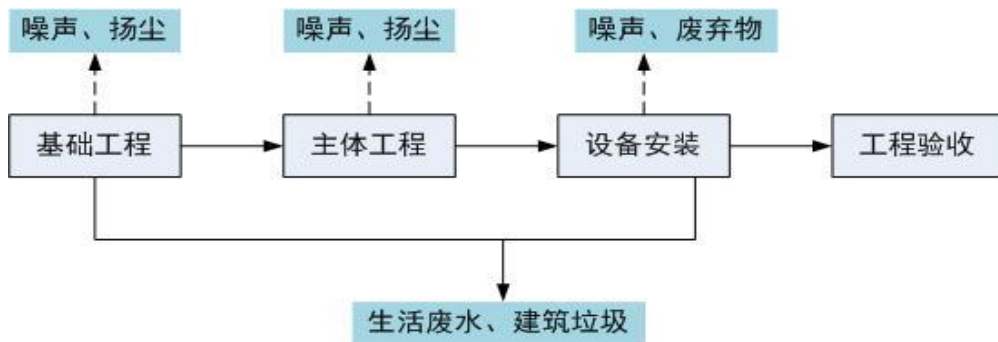 噪声、扬尘
噪声、扬尘
噪声、废弃物
基础工程
主体工程
设备安装
工程验收
生活废水、建筑垃圾